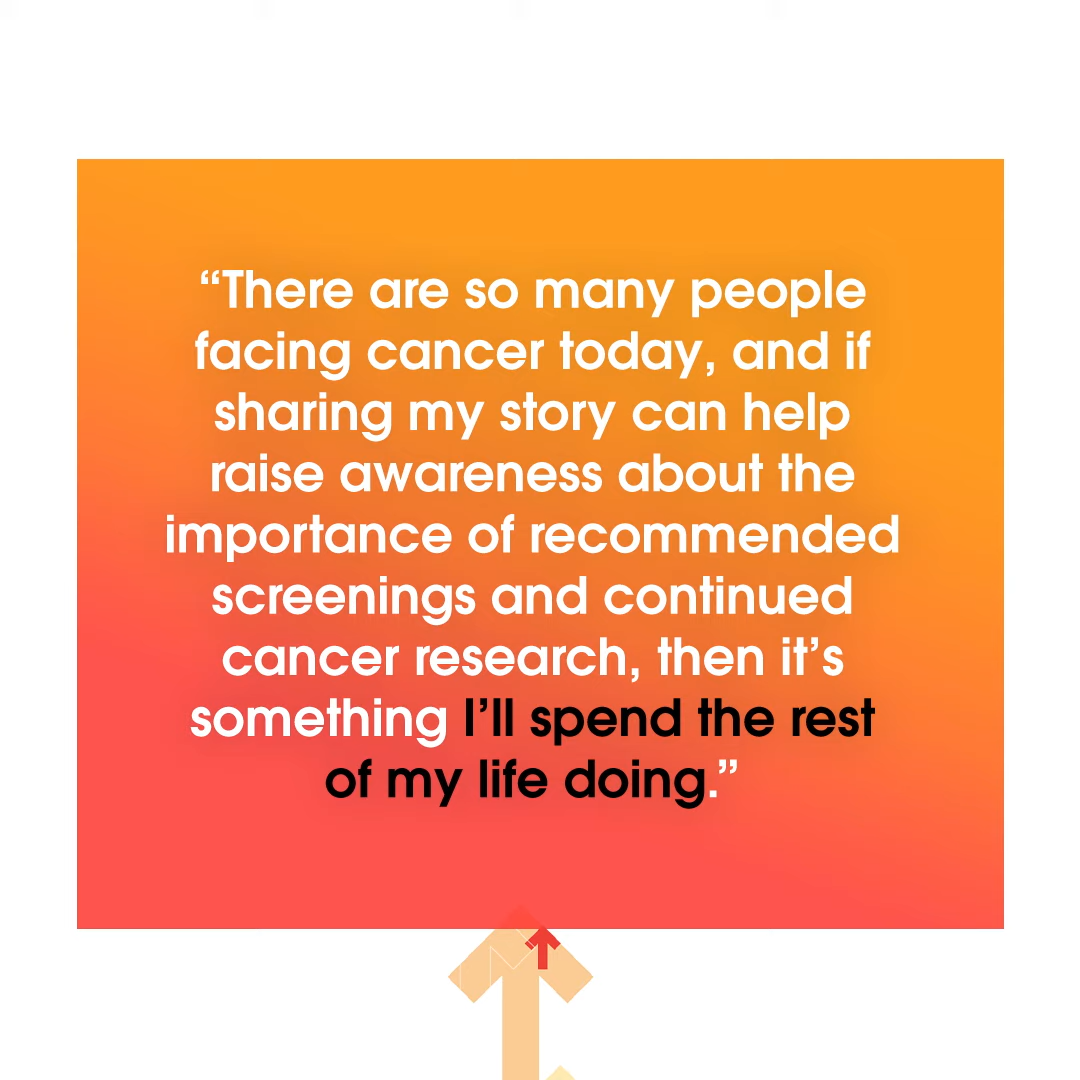 “There are so many people
facing cancer today, and if
sharing my story can help
raise awareness about the
importance of recommended
screenings and continued
cancer research, then it’s
something I’ll spend the rest
of my life doing.”